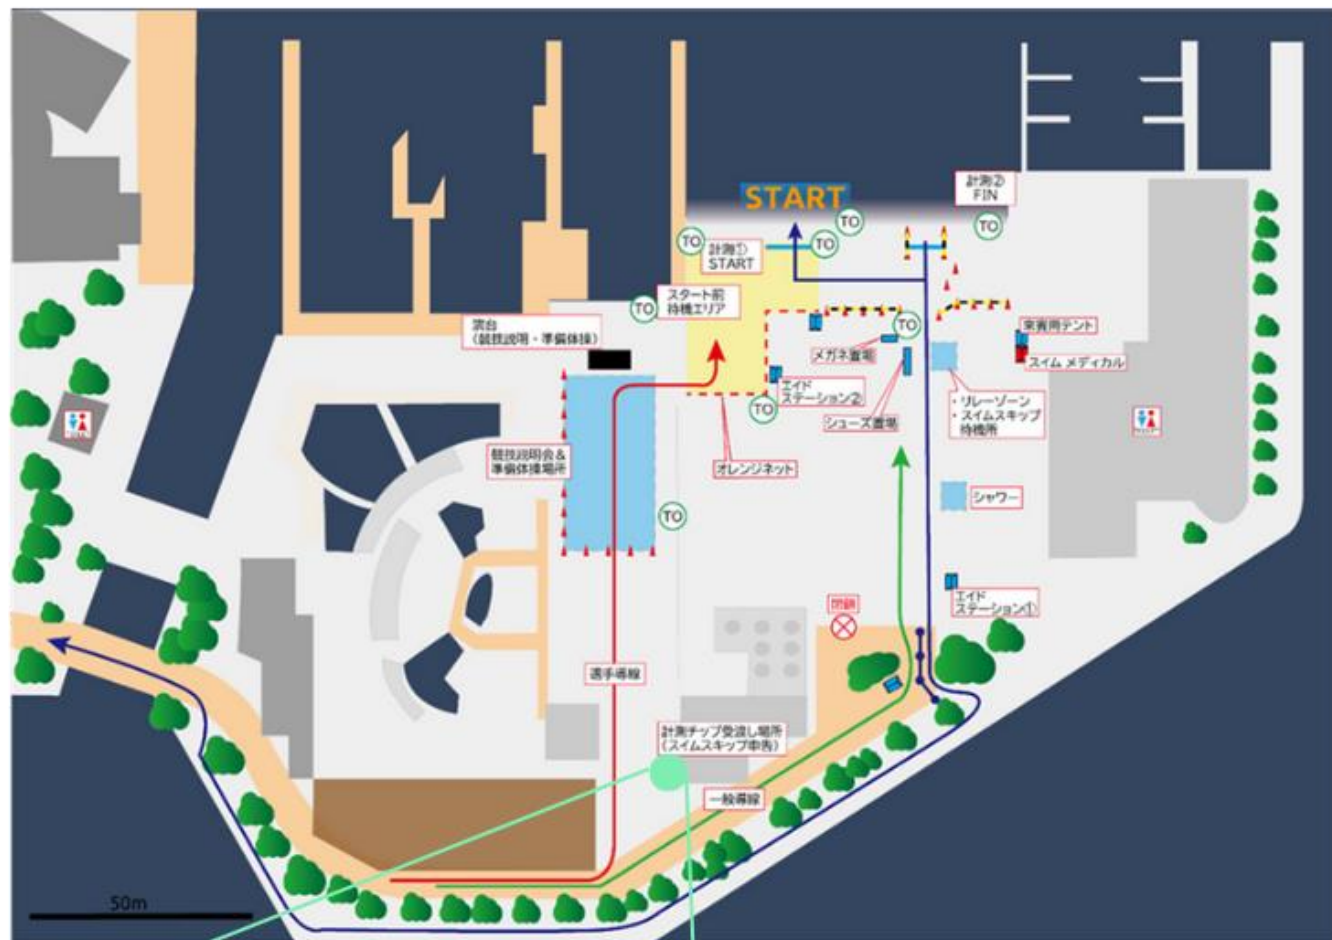 計測②
FIN
START
TO
TO
TO
TO
計測①
START
スタート前
待機エリア
TO
演台
(競技説明・準備体操)
TO
来賓用テント
メガネ置場
スイム メディカル
エイド
ステーション②
・リレーゾーン
・スイムスキップ
待機所
TO
シューズ置場
競技説明会&
準備体操場所
オレンジネット
シャワー
TO
エイド
ステーション①
閉鎖
選手導線
計測チップ受渡し場所
(スイムスキップ申告)
一般導線
50m